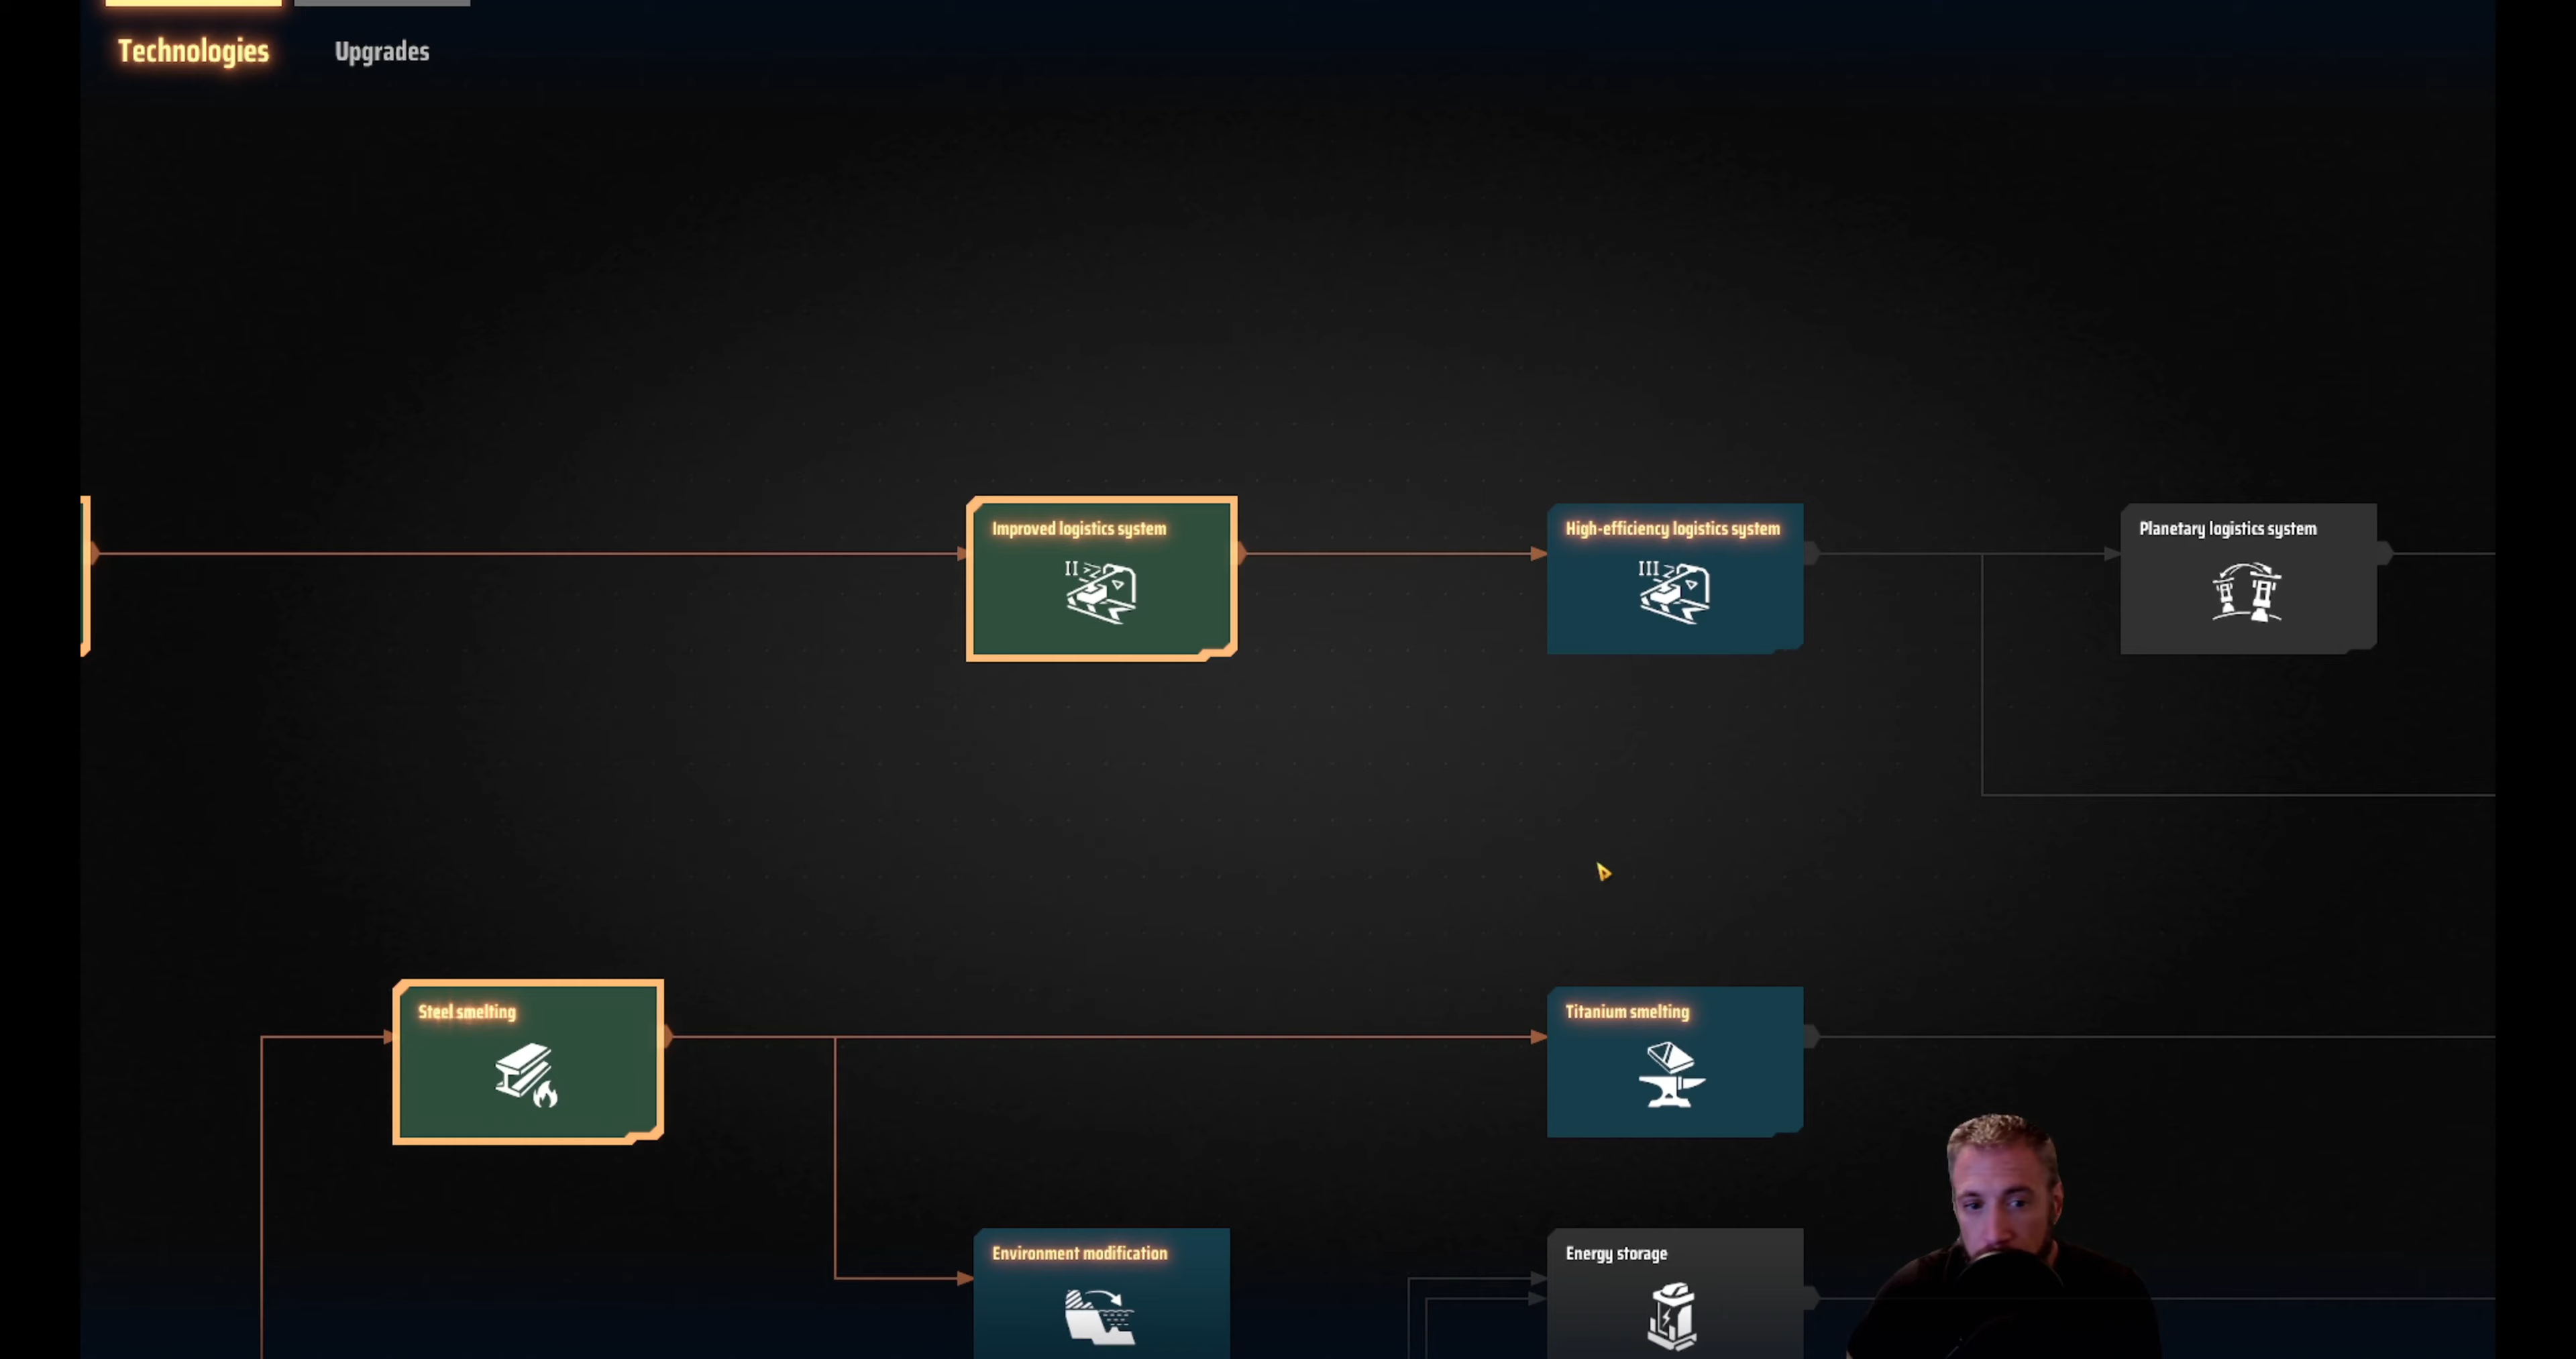 Technologies
Upgrades
Improved logistics system
II
High-efficiency logistics system
III
Planetary logistics system
Steel smelting
Titanium smelting
Environment modification
Energy storage